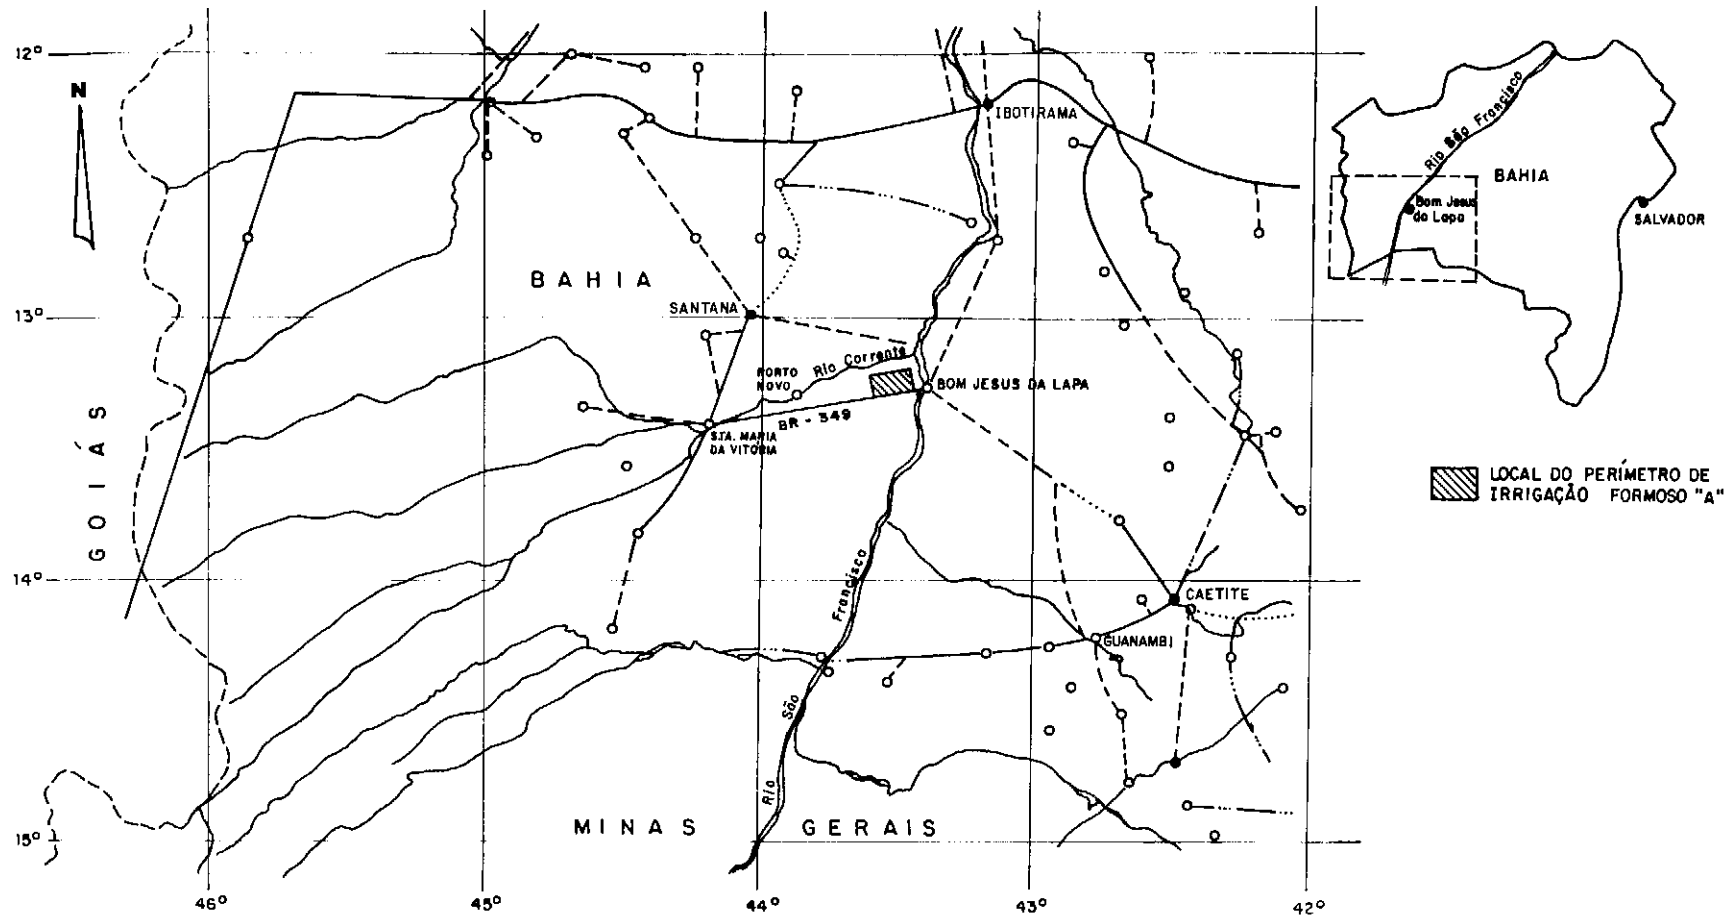 12°
N
IBOTIRAMA
Rio São Francisco
BAHIA
Bom Jesus
da Lapa
SALVADOR
BAHIA
SANTANA
13°
PORTO
NOVO
Rio Corrente
BOM JESUS DA LAPA
BR - 349
STA. MARIA
DA VITÓRIA
GOIÁS
LOCAL DO PERÍMETRO DE
IRRIGAÇÃO FORMOSO "A"
14°
CAETITE
GUANAMBI
Rio São Francisco
MINAS GERAIS
15°
46°
45°
44°
43°
42°